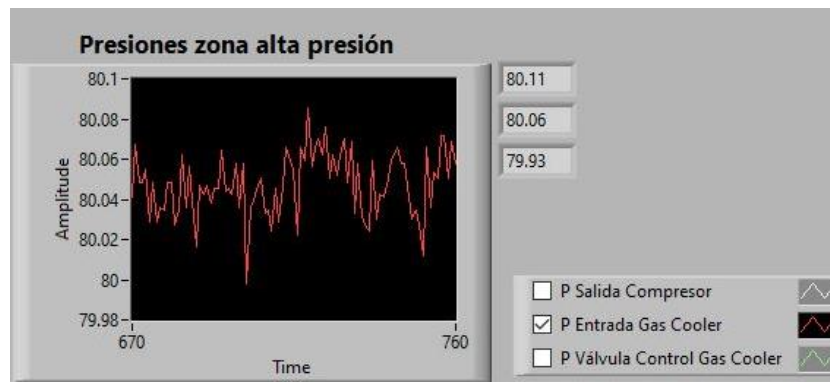 Presiones zona alta presión
80.1
80.08
80.06
80.04
80.02
80
79.98
Amplitude
670
760
Time
80.11
80.06
79.93
P Salida Compresor
P Entrada Gas Cooler
P Válvula Control Gas Cooler